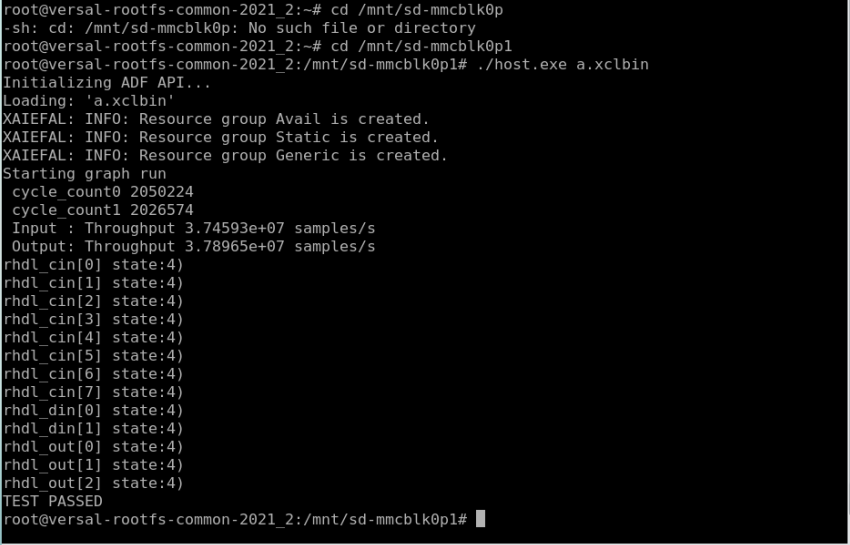 root@versal-rootfs-common-2021_2:~# cd /mnt/sd-mmcblk0p
-sh: cd: /mnt/sd-mmcblk0p: No such file or directory
root@versal-rootfs-common-2021_2:~# cd /mnt/sd-mmcblk0p1
root@versal-rootfs-common-2021_2:/mnt/sd-mmcblk0p1# ./host.exe a.xclbin
Initializing ADF API...
Loading: 'a.xclbin'
XAIEFAL: INFO: Resource group Avail is created.
XAIEFAL: INFO: Resource group Static is created.
XAIEFAL: INFO: Resource group Generic is created.
Starting graph run
 cycle_count0 2050224
 cycle_count1 2026574
 Input : Throughput 3.74593e+07 samples/s
 Output: Throughput 3.78965e+07 samples/s
rhdl_cin[0] state:4)
rhdl_cin[1] state:4)
rhdl_cin[2] state:4)
rhdl_cin[3] state:4)
rhdl_cin[4] state:4)
rhdl_cin[5] state:4)
rhdl_cin[6] state:4)
rhdl_cin[7] state:4)
rhdl_din[0] state:4)
rhdl_din[1] state:4)
rhdl_out[0] state:4)
rhdl_out[1] state:4)
rhdl_out[2] state:4)
TEST PASSED
root@versal-rootfs-common-2021_2:/mnt/sd-mmcblk0p1#